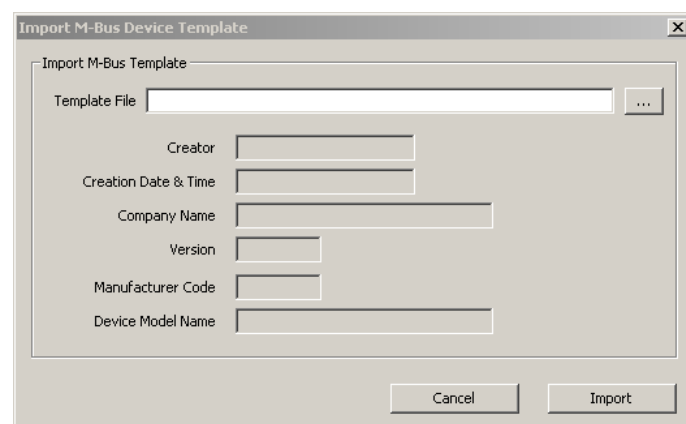 Import M-Bus Device Template
Import M-Bus Template
Template File
...
Creator
Creation Date & Time
Company Name
Version
Manufacturer Code
Device Model Name
Cancel Import